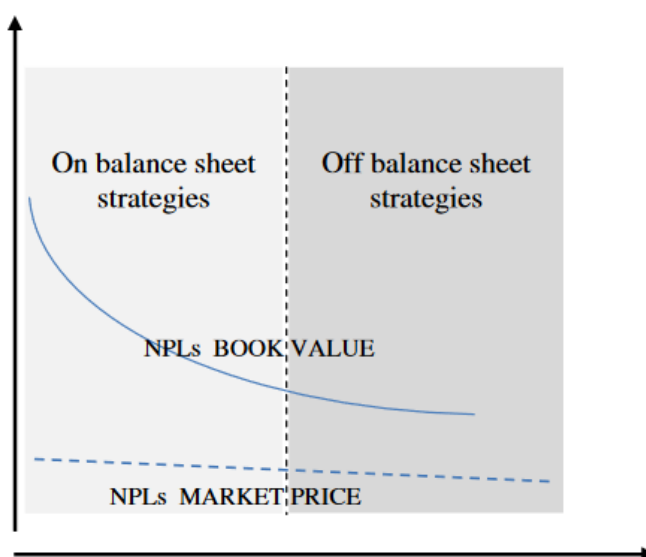 On balance sheet
strategies
Off balance sheet
strategies
NPLs BOOK VALUE
NPLs MARKET PRICE